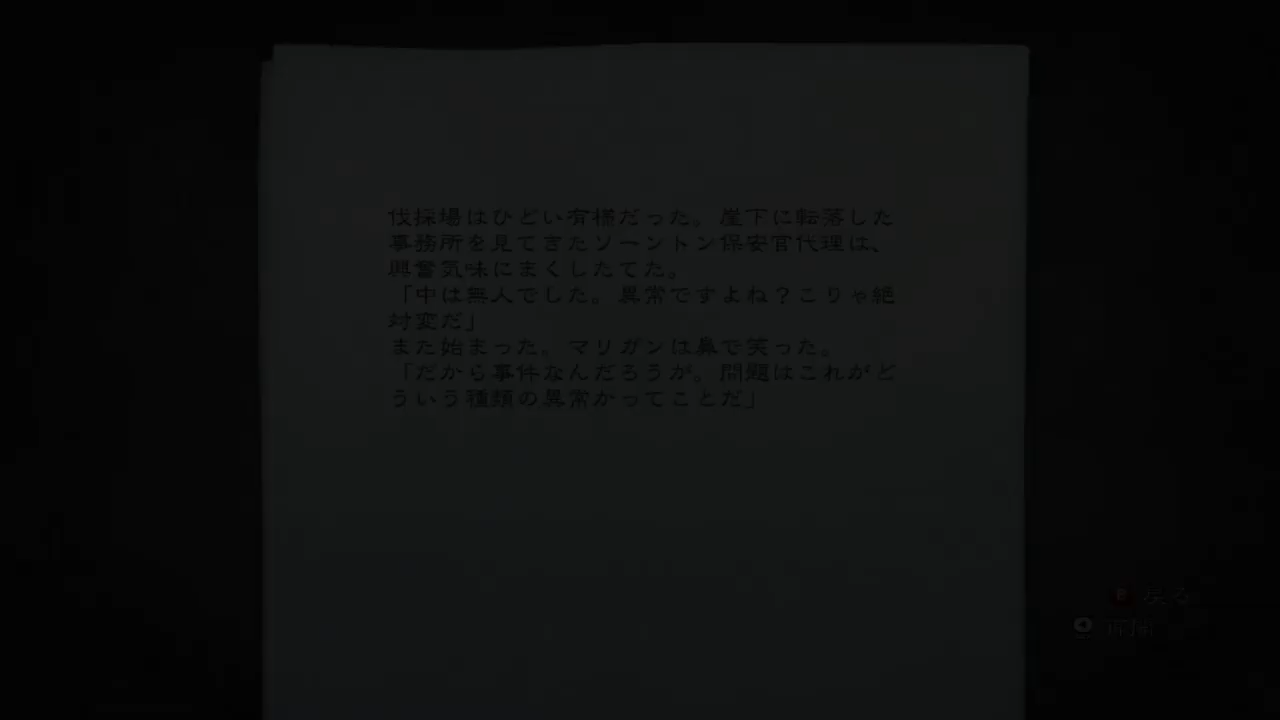 伐採場はひどい有様だった。崖下に転落した
事務所を見てきたソーントン保安官代理は、
興奮気味にまくしたてた。
「中は無人でした。異常ですよね？こりゃ絶
対変だ」
また始まった。マリガンは鼻で笑った。
「だから事件なんだろうが。問題はこれがど
ういう種類の異常かってことだ」
B 戻る
再開